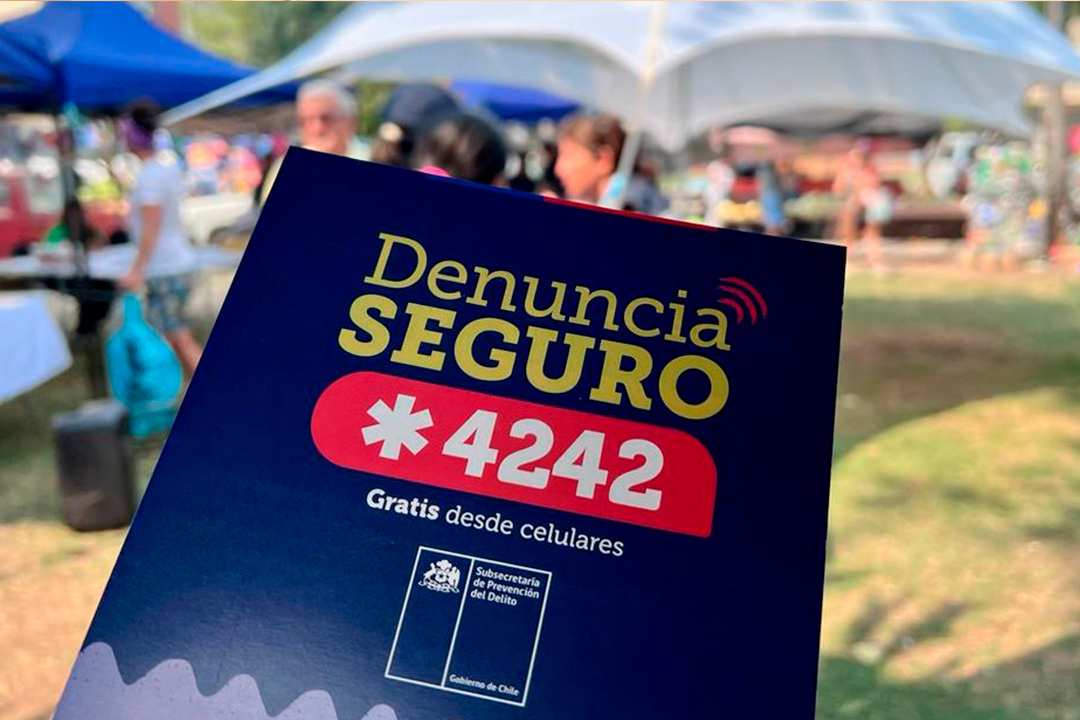 Denuncia
SEGURO
*4242
Gratis desde celulares
Subsecretaría
de Prevención
del Delito
Gobierno de Chile